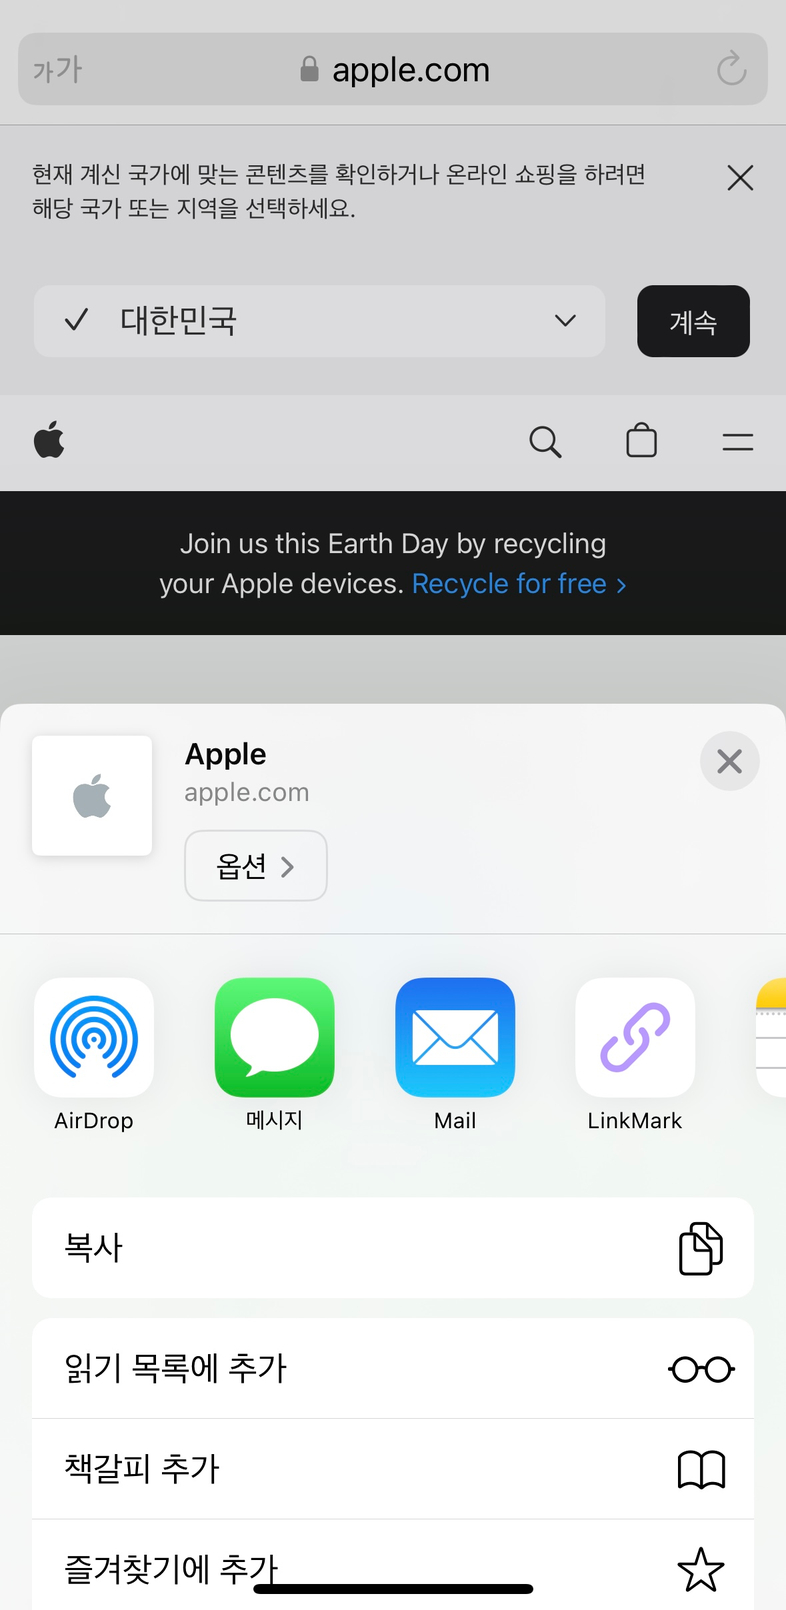 가가 apple.com
현재 계신 국가에 맞는 콘텐츠를 확인하거나 온라인 쇼핑을 하려면
해당 국가 또는 지역을 선택하세요.
대한민국
계속
Join us this Earth Day by recycling
your Apple devices. Recycle for free >
Apple
apple.com
옵션
AirDrop
메시지
Mail
LinkMark
복사
읽기 목록에 추가
책갈피 추가
즐겨찾기에 추가